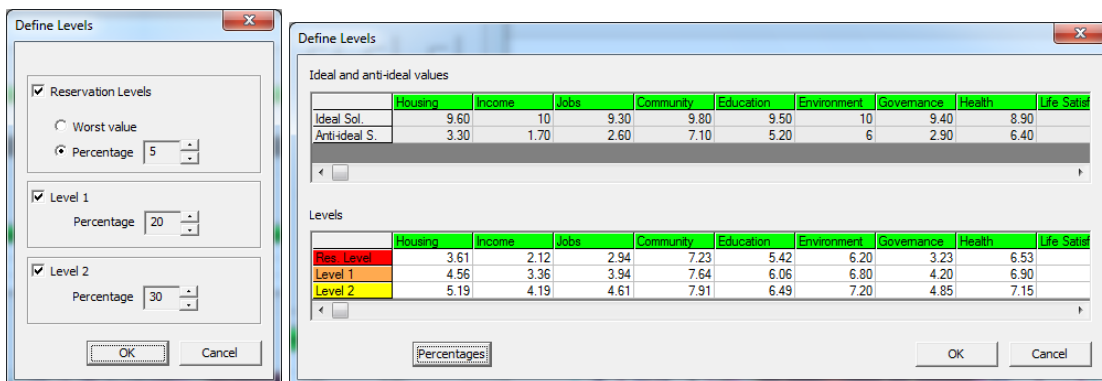 Define Levels
Reservation Levels
Worst value
Percentage 5
Level 1
Percentage 20
Level 2
Percentage 30
OK Cancel
Define Levels
Ideal and anti-ideal values
Housing Income Jobs Community Education Environment Governance Health Life Satisf
Ideal Sol. 9.60 10 9.30 9.80 9.50 10 9.40 8.90
Anti-ideal S. 3.30 1.70 2.60 7.10 5.20 6 2.90 6.40
Levels
Housing Income Jobs Community Education Environment Governance Health Life Satisf
Res. Level 3.61 2.12 2.94 7.23 5.42 6.20 3.23 6.53
Level 1 4.56 3.36 3.94 7.64 6.06 6.80 4.20 6.90
Level 2 5.19 4.19 4.61 7.91 6.49 7.20 4.85 7.15
Percentages OK Cancel